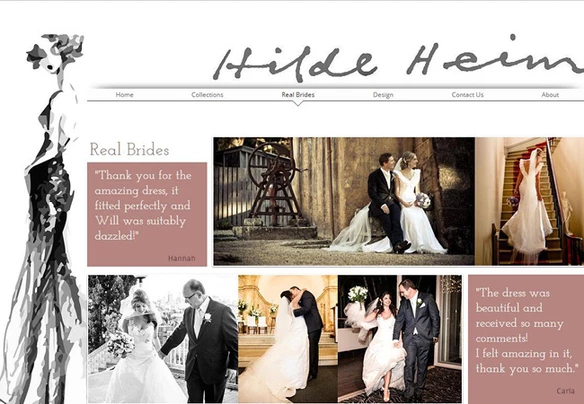 Hilde Heim
Home Collections Real Brides Design Contact Us About
Real Brides
"Thank you for the
amazing dress, it
fitted perfectly and
Will was suitably
dazzled!"
Hannah
"The dress was
beautiful and
received so many
comments!
I felt amazing in it,
thank you so much."
Carla